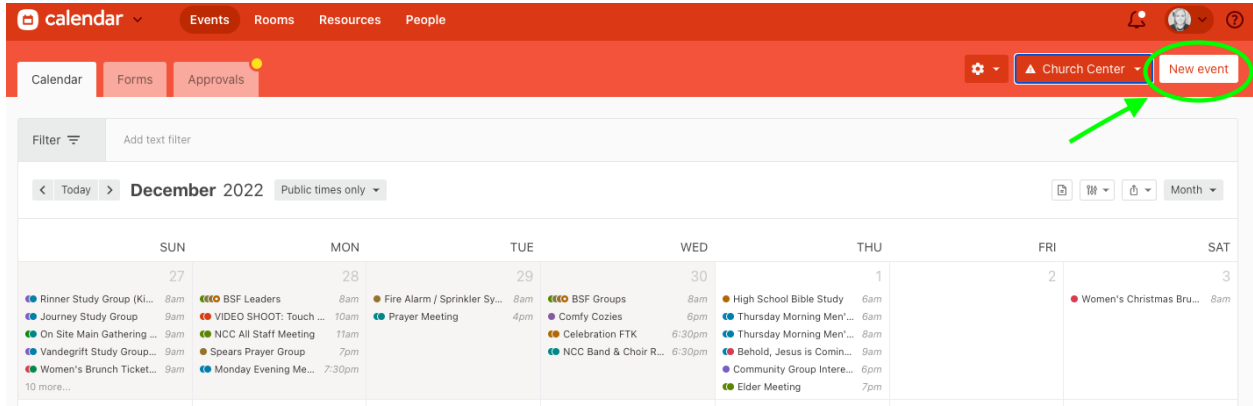 calendar Events Rooms Resources People
Calendar Forms Approvals Church Center New event
Filter Add text filter
Today December 2022 Public times only Month
SUN MON TUE WED THU FRI SAT
27 28 29 30 1 2 3
Rinner Study Group (Ki... 8am BSF Leaders 8am Fire Alarm / Sprinkler Sy... 8am BSF Groups 8am High School Bible Study 6am Women's Christmas Bru... 8am
Journey Study Group 9am VIDEO SHOOT: Touch ... 10am Prayer Meeting 4pm Comfy Cozies 6pm Thursday Morning Men'... 6am
On Site Main Gathering ... 9am NCC All Staff Meeting 11am Celebration FTK 6:30pm Thursday Morning Men'... 8am
Vandegrift Study Group... 9am Spears Prayer Group 7pm NCC Band & Choir R... 6:30pm Behold, Jesus is Comin... 9am
Women's Brunch Ticket... 9am Monday Evening Me... 7:30pm Community Group Intere... 6pm
10 more... Elder Meeting 7pm